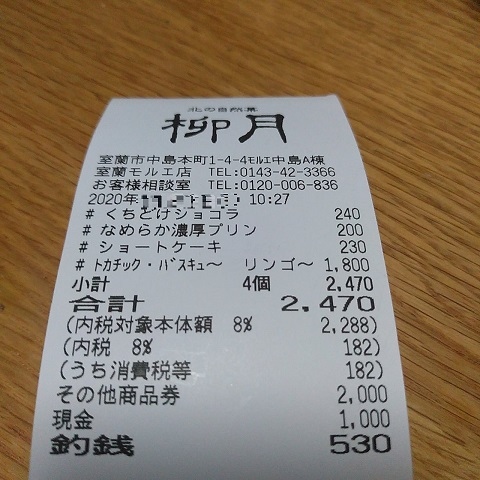 北の自然菓
柳月
室蘭市中島本町1-4-4ﾓﾙｴ中島A棟
室蘭モルエ店 TEL:0143-42-3366
お客様相談室 TEL:0120-006-836
2020年 10:27
# くちどけショコラ 240
# なめらか濃厚プリン 200
# ショートケーキ 230
# ﾄｶﾁｯｸ・ﾊﾞｽｷｭ～ リンゴ～ 1,800
小計 4個 2,470
合計 2,470
(内税対象本体額 8% 2,288)
(内税 8% 182)
(うち消費税等 182)
その他商品券 2,000
現金 1,000
釣銭 530